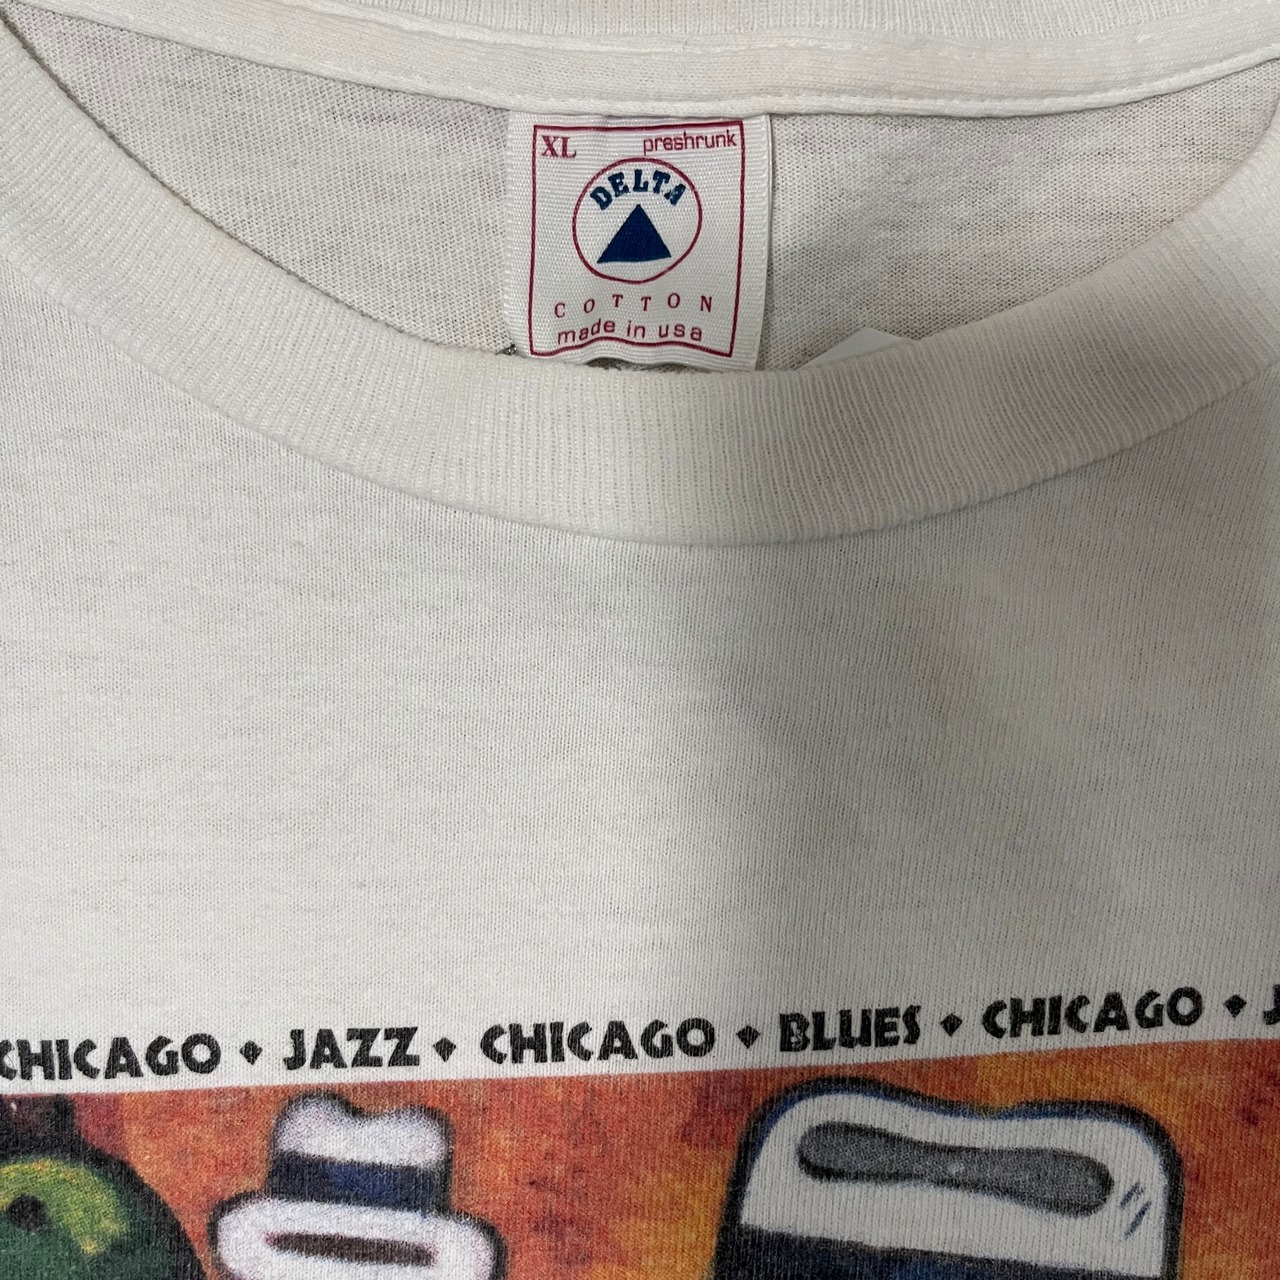 XL preshrunk
DELTA
COTTON
made in usa
CHICAGO ◆ JAZZ ◆ CHICAGO ◆ BLUES ◆ CHICAGO ◆